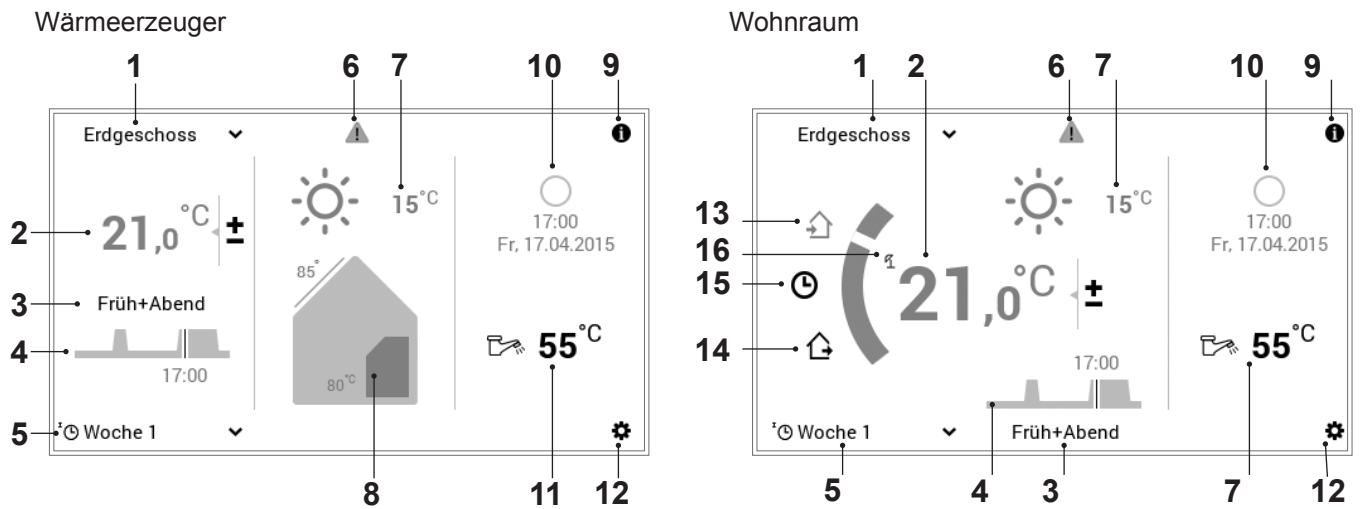 Wärmeerzeuger
1 6 7 10 9
Erdgeschoss
15°C
2 21,0°C ±
17:00
Fr, 17.04.2015
85°
3 Früh+Abend
4
17:00
80°C
55°C
5 Woche 1
8 11 12
Wohnraum
1 2 6 7 10 9
Erdgeschoss
15°C
13
17:00
Fr, 17.04.2015
16
15 21,0°C ±
14
55°C
17:00
Woche 1 Früh+Abend
5 4 3 7 12